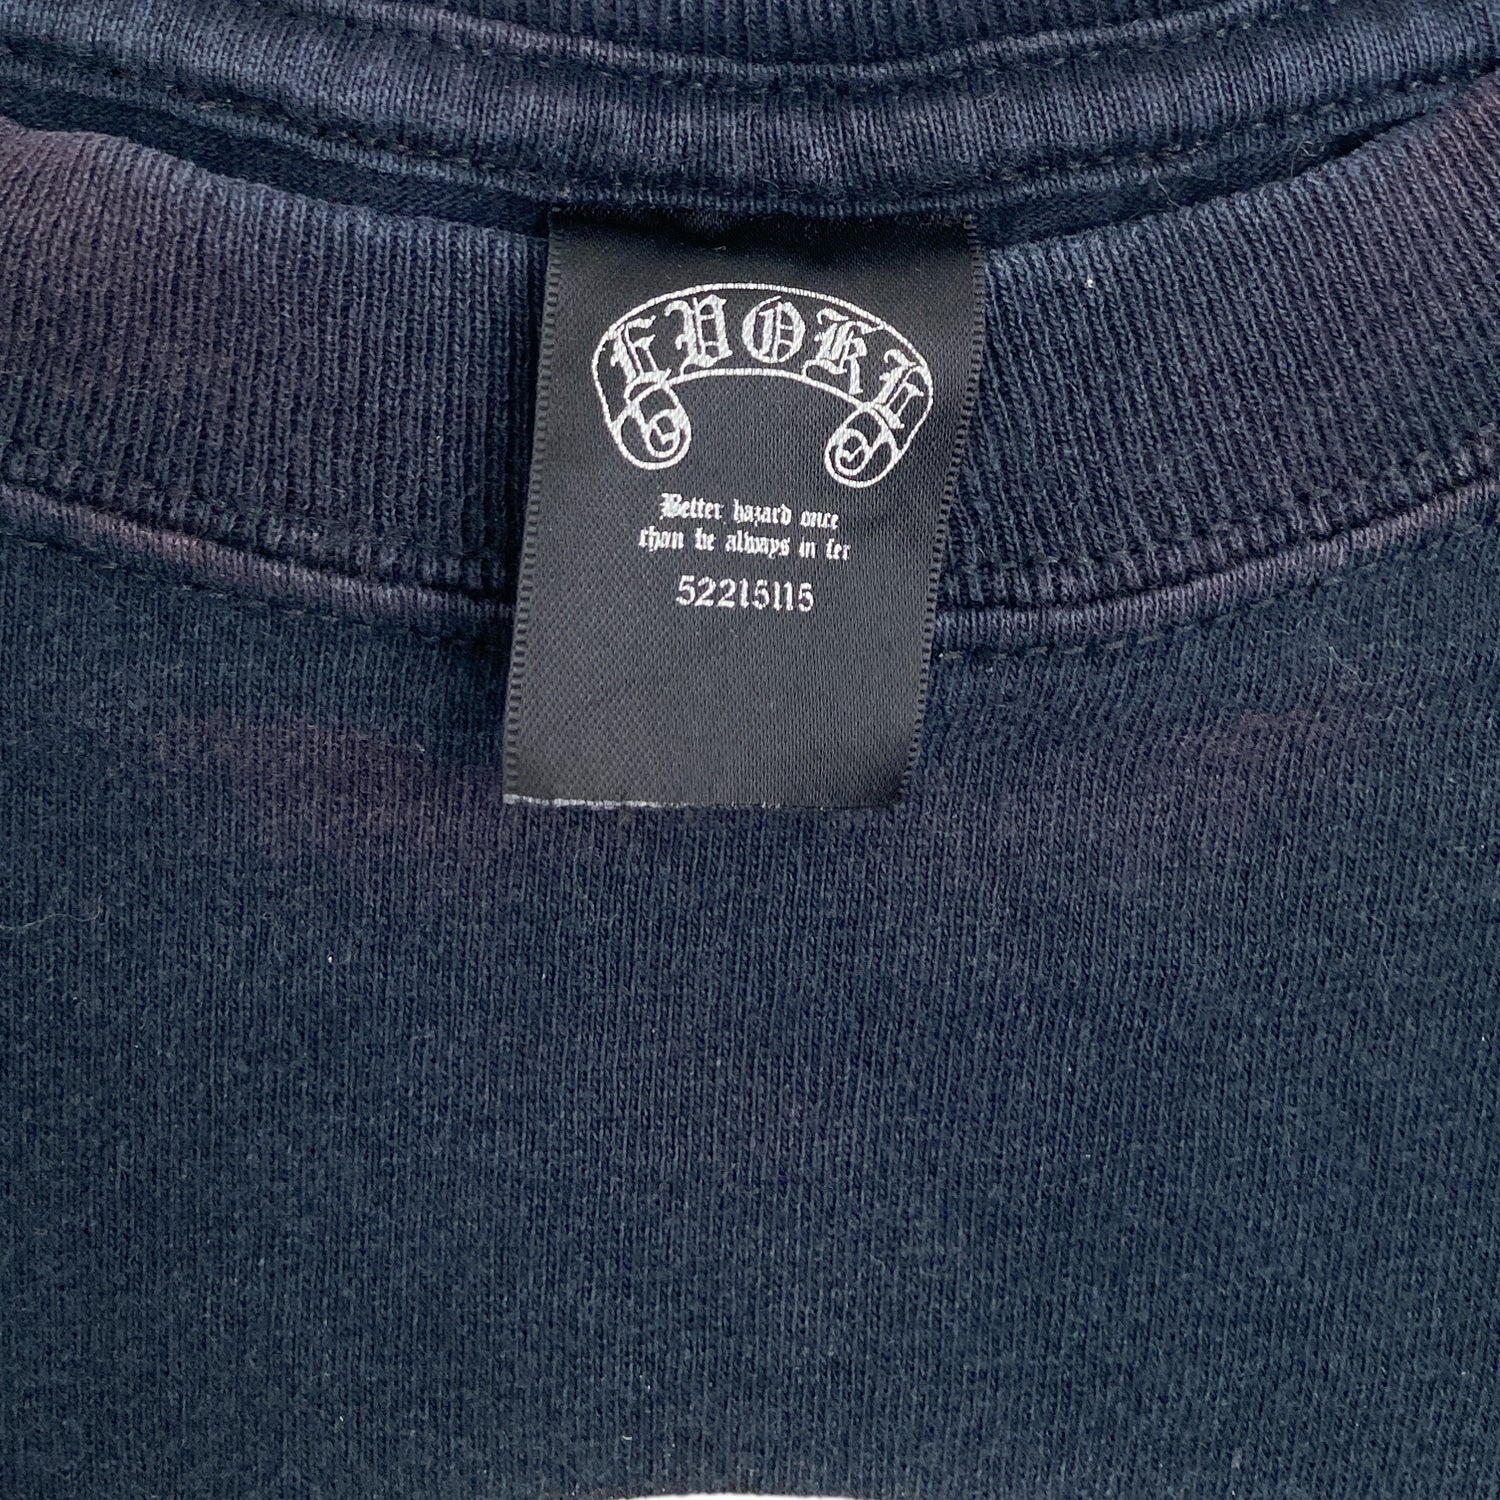 EVOKE
Better hazard once
than be always in fer
52215115